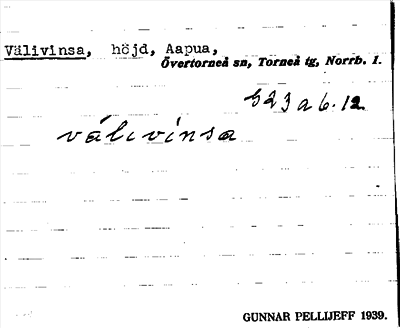 Välivinsa, höjd, Aapua,
Övertorneå sn, Torneå tg, Norrb. l.
523 a 6.12
välivinsa
GUNNAR PELLIJEFF 1939.